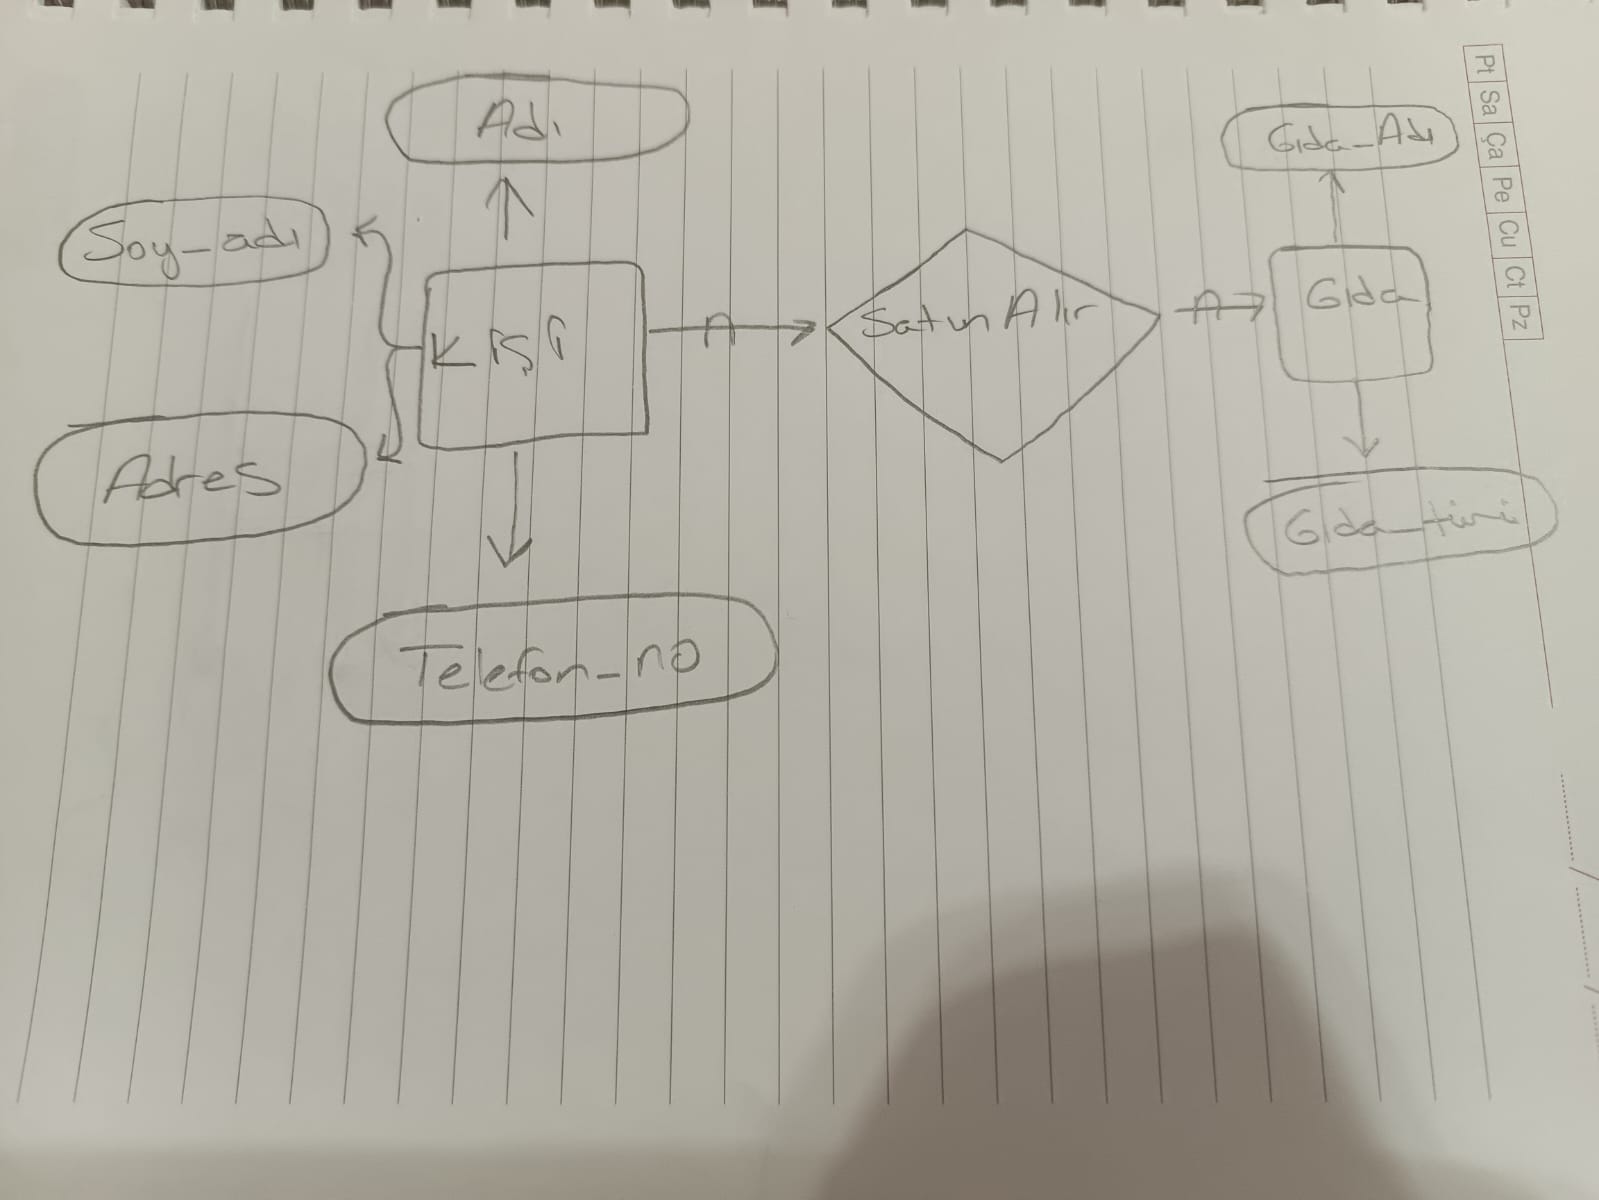 Adı
Gıda_Adı
Soy_adı
Kişi
n
Satın Alır
n
Gıda
Adres
Gıda_türü
Telefon_no
Pt
Sa
Ça
Pe
Cu
Ct
Pz